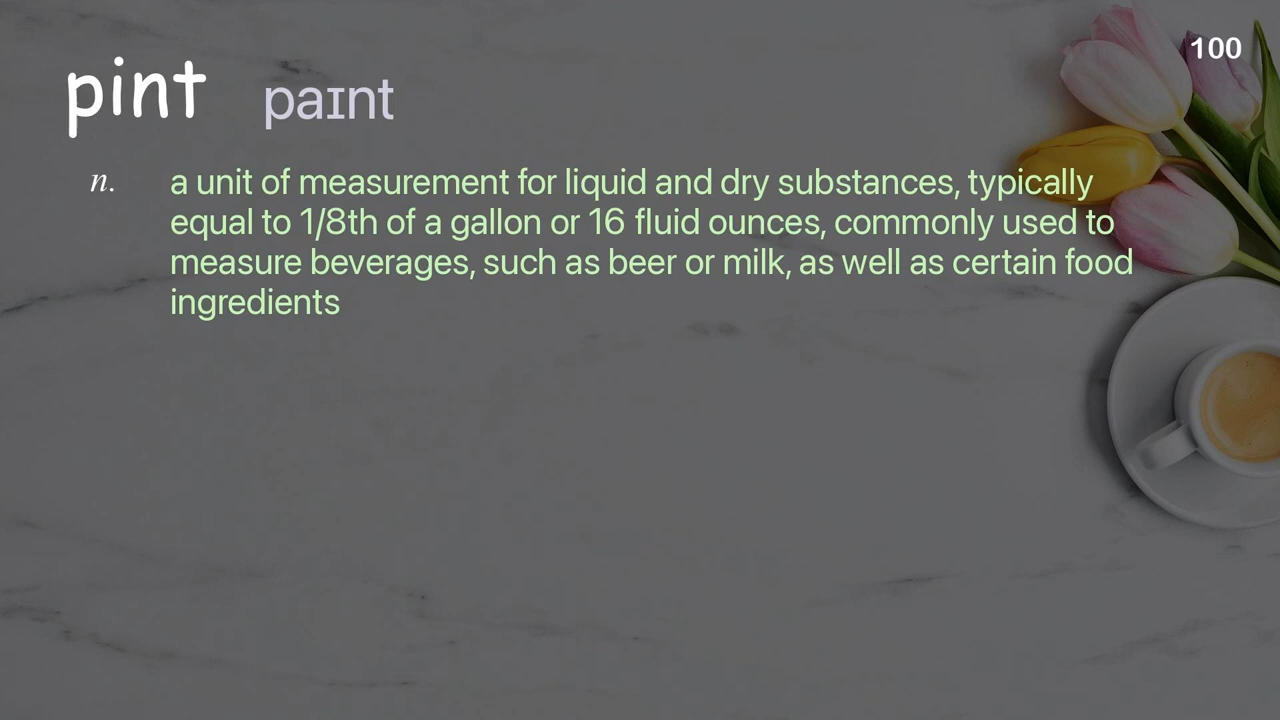 100
pint paɪnt
n. a unit of measurement for liquid and dry substances, typically
equal to 1/8th of a gallon or 16 fluid ounces, commonly used to
measure beverages, such as beer or milk, as well as certain food
ingredients